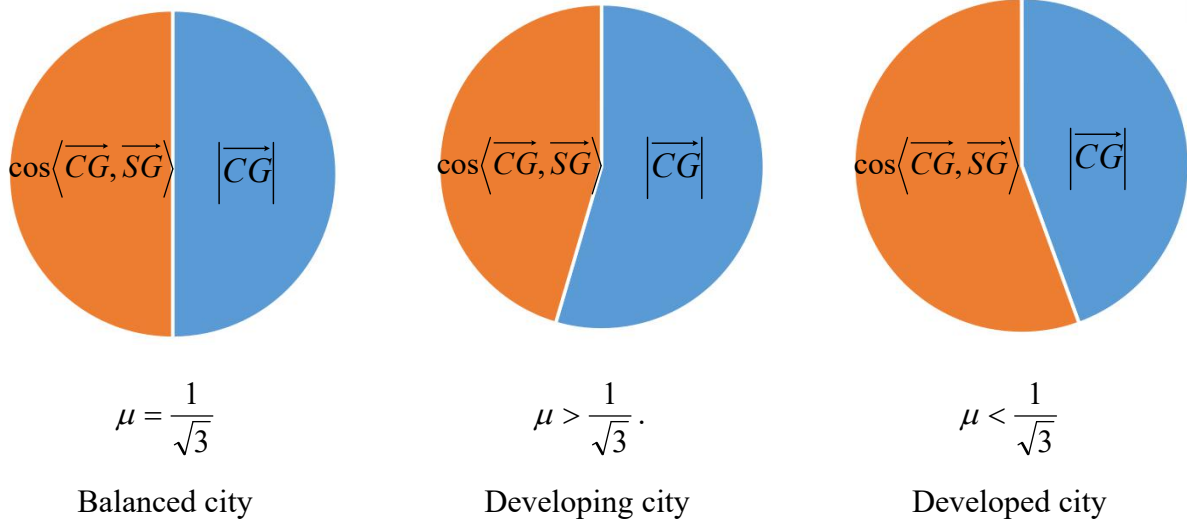 cos⟨CG→, SG→⟩ |CG→|
cos⟨CG→, SG→⟩ |CG→|
cos⟨CG→, SG→⟩ |CG→|
μ = 1/√3
μ > 1/√3 .
μ < 1/√3
Balanced city
Developing city
Developed city